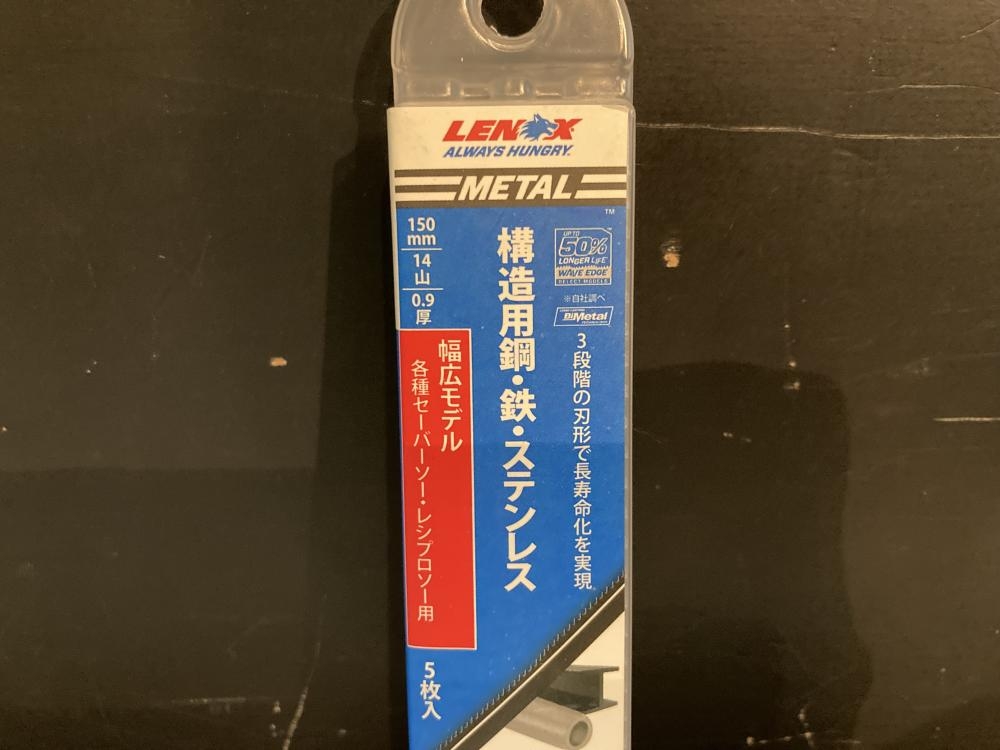 LENOX
ALWAYS HUNGRY.
METAL
TM
150
mm
14
山
0.9
厚
UP TO
50%
LONGER LIFE
WAVE EDGE
SELECT MODELS
※自社調べ
BiMetal
3段階の刃形で長寿命化を実現
構造用鋼・鉄・ステンレス
幅広モデル
各種セーバーソー・レシプロソー用
5枚入